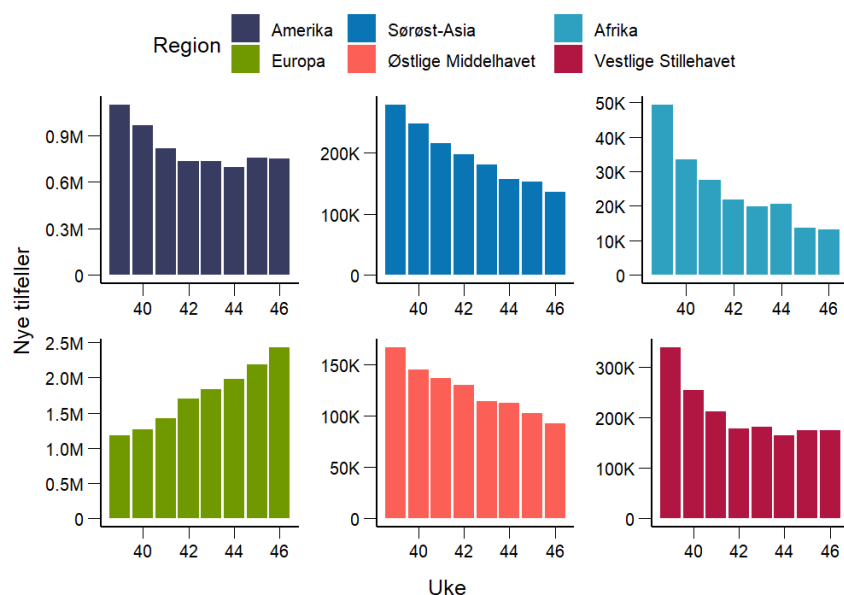 Region
Amerika
Sørøst-Asia
Afrika
Europa
Østlige Middelhavet
Vestlige Stillehavet
Nye tilfeller
0.9M
0.6M
0.3M
0
40 42 44 46
200K
100K
0
40 42 44 46
50K
40K
30K
20K
10K
0
40 42 44 46
2.5M
2.0M
1.5M
1.0M
0.5M
0
40 42 44 46
150K
100K
50K
0
40 42 44 46
300K
200K
100K
0
40 42 44 46
Uke